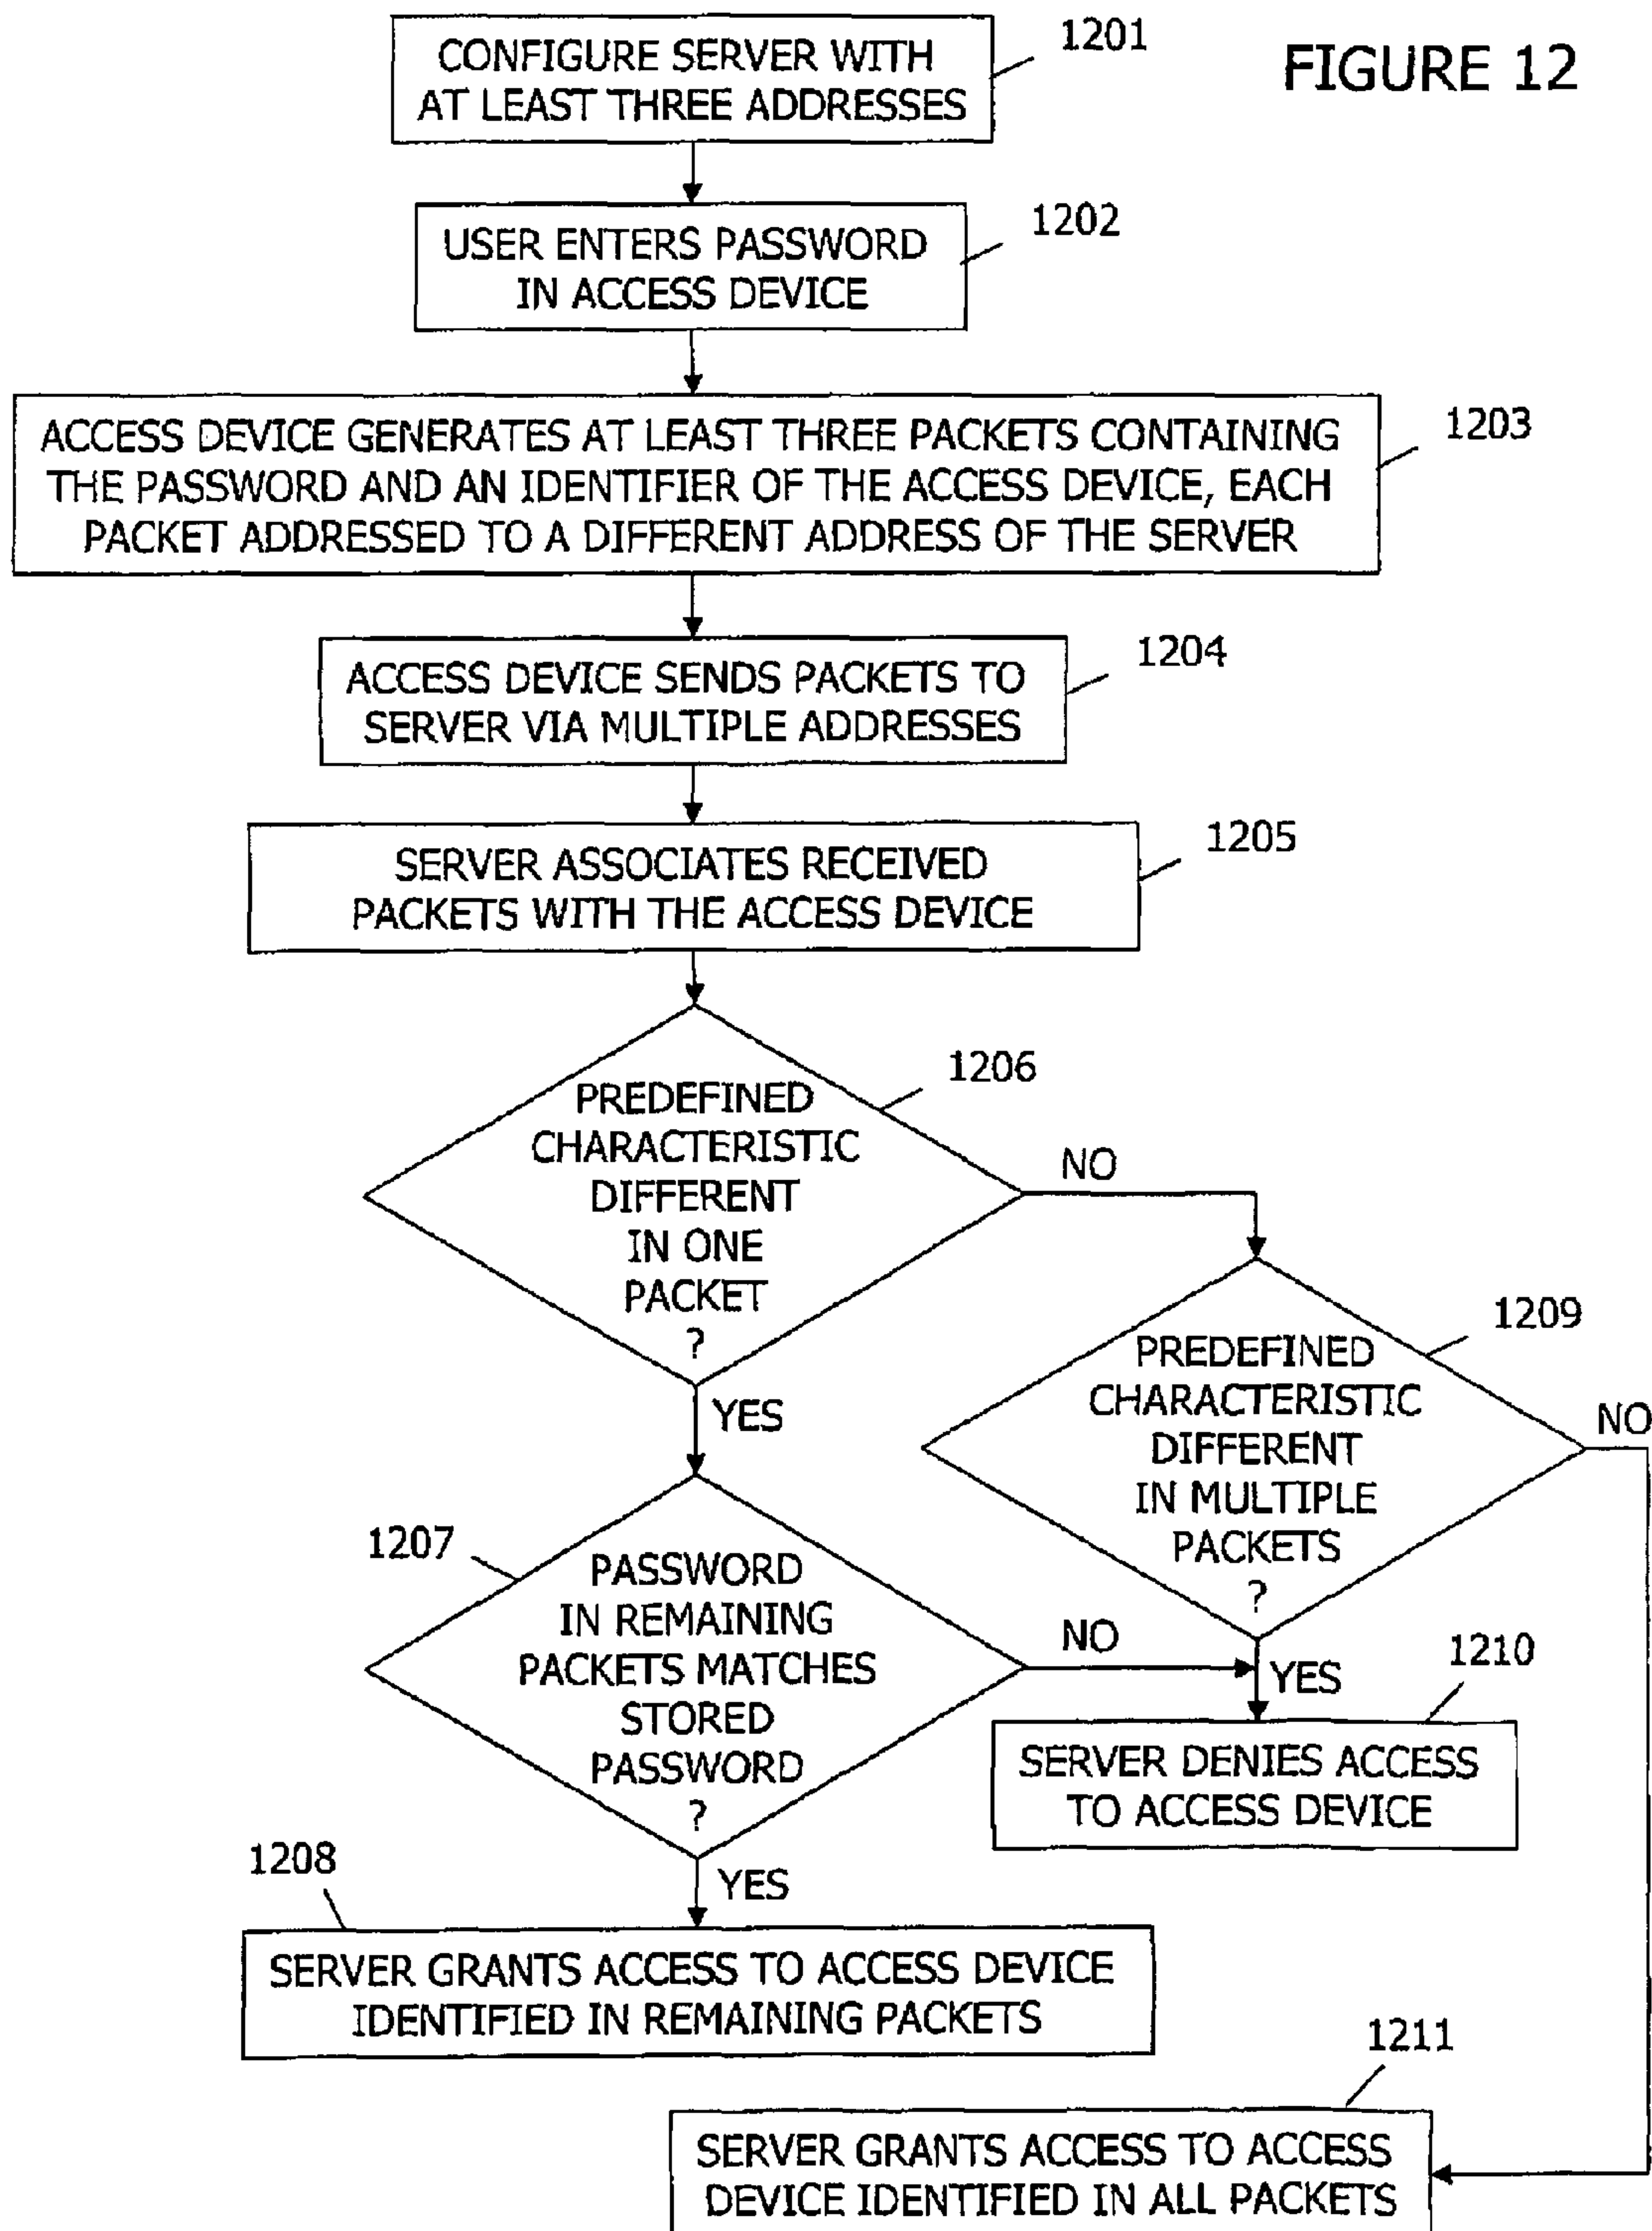 FIGURE 12
1201
CONFIGURE SERVER WITH
AT LEAST THREE ADDRESSES
1202
USER ENTERS PASSWORD
IN ACCESS DEVICE
1203
ACCESS DEVICE GENERATES AT LEAST THREE PACKETS CONTAINING
THE PASSWORD AND AN IDENTIFIER OF THE ACCESS DEVICE, EACH
PACKET ADDRESSED TO A DIFFERENT ADDRESS OF THE SERVER
1204
ACCESS DEVICE SENDS PACKETS TO
SERVER VIA MULTIPLE ADDRESSES
1205
SERVER ASSOCIATES RECEIVED
PACKETS WITH THE ACCESS DEVICE
1206
PREDEFINED
CHARACTERISTIC
DIFFERENT
IN ONE
PACKET
?
NO
YES
1209
PREDEFINED
CHARACTERISTIC
DIFFERENT
IN MULTIPLE
PACKETS
?
NO
YES
1207
PASSWORD
IN REMAINING
PACKETS MATCHES
STORED
PASSWORD
?
NO
YES
1210
SERVER DENIES ACCESS
TO ACCESS DEVICE
1208
SERVER GRANTS ACCESS TO ACCESS DEVICE
IDENTIFIED IN REMAINING PACKETS
1211
SERVER GRANTS ACCESS TO ACCESS
DEVICE IDENTIFIED IN ALL PACKETS